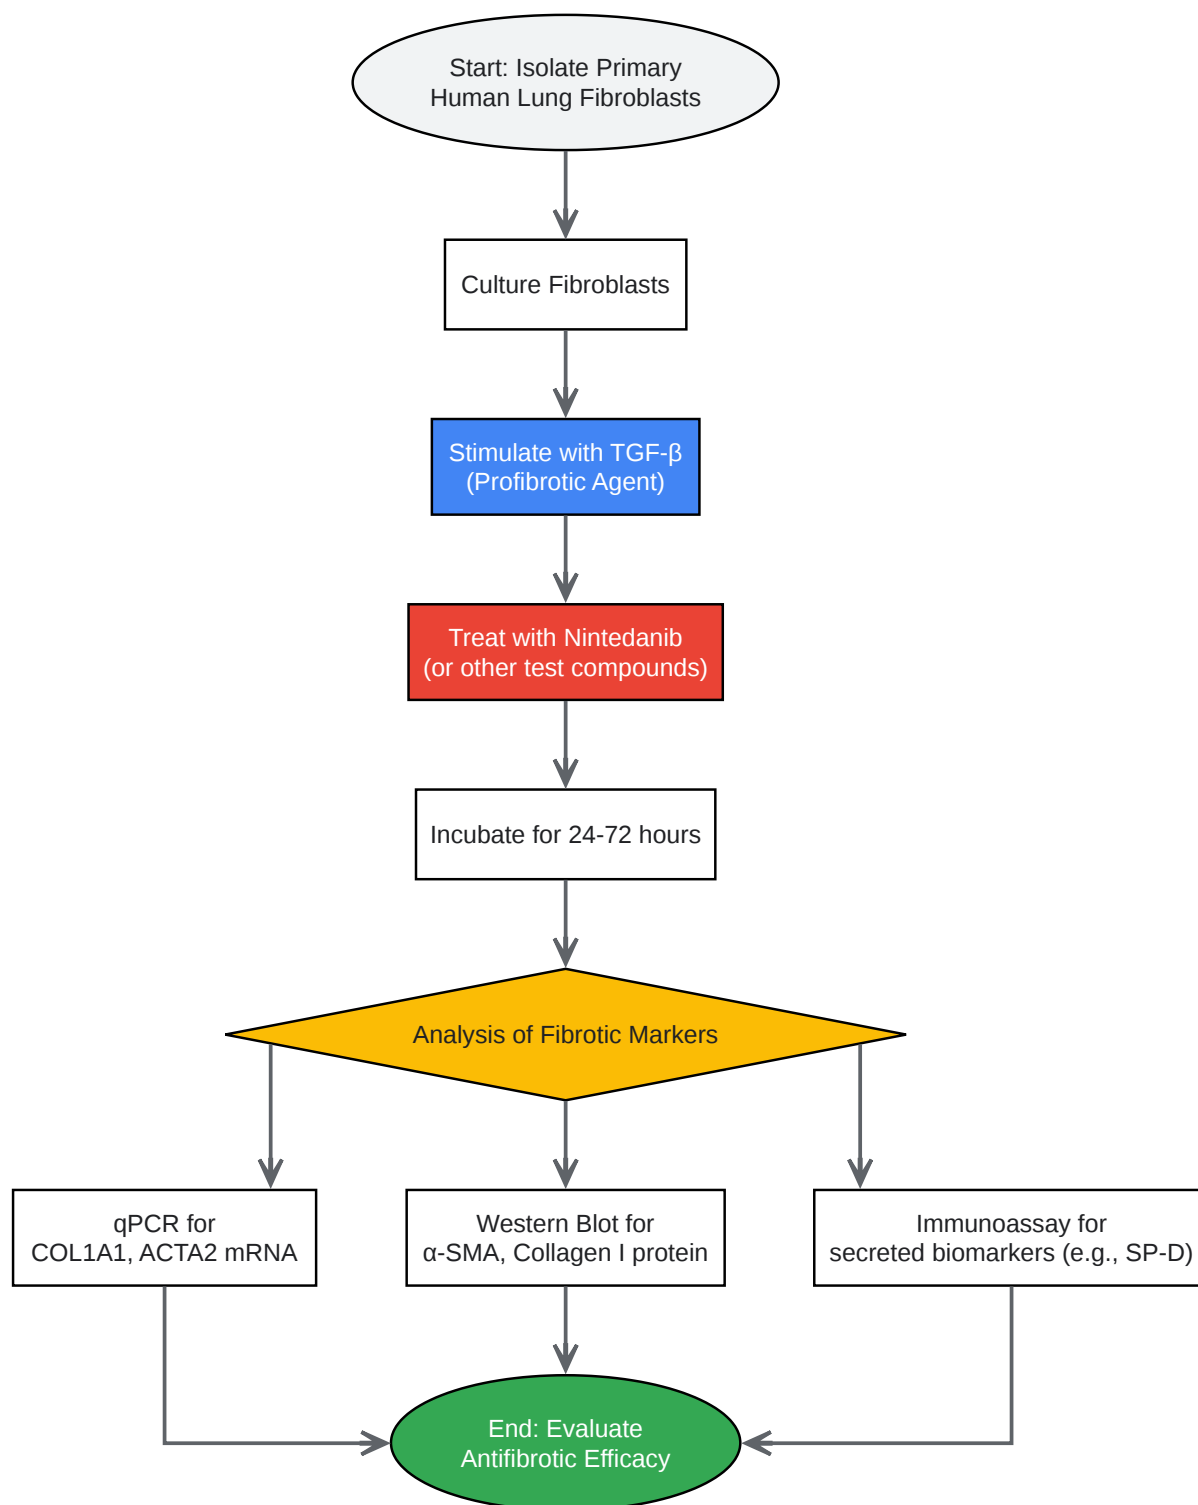 Start: Isolate Primary
Human Lung Fibroblasts
Culture Fibroblasts
Stimulate with TGF-β
(Profibrotic Agent)
Treat with Nintedanib
(or other test compounds)
Incubate for 24-72 hours
Analysis of Fibrotic Markers
qPCR for
COL1A1, ACTA2 mRNA
Western Blot for
α-SMA, Collagen I protein
Immunoassay for
secreted biomarkers (e.g., SP-D)
End: Evaluate
Antifibrotic Efficacy